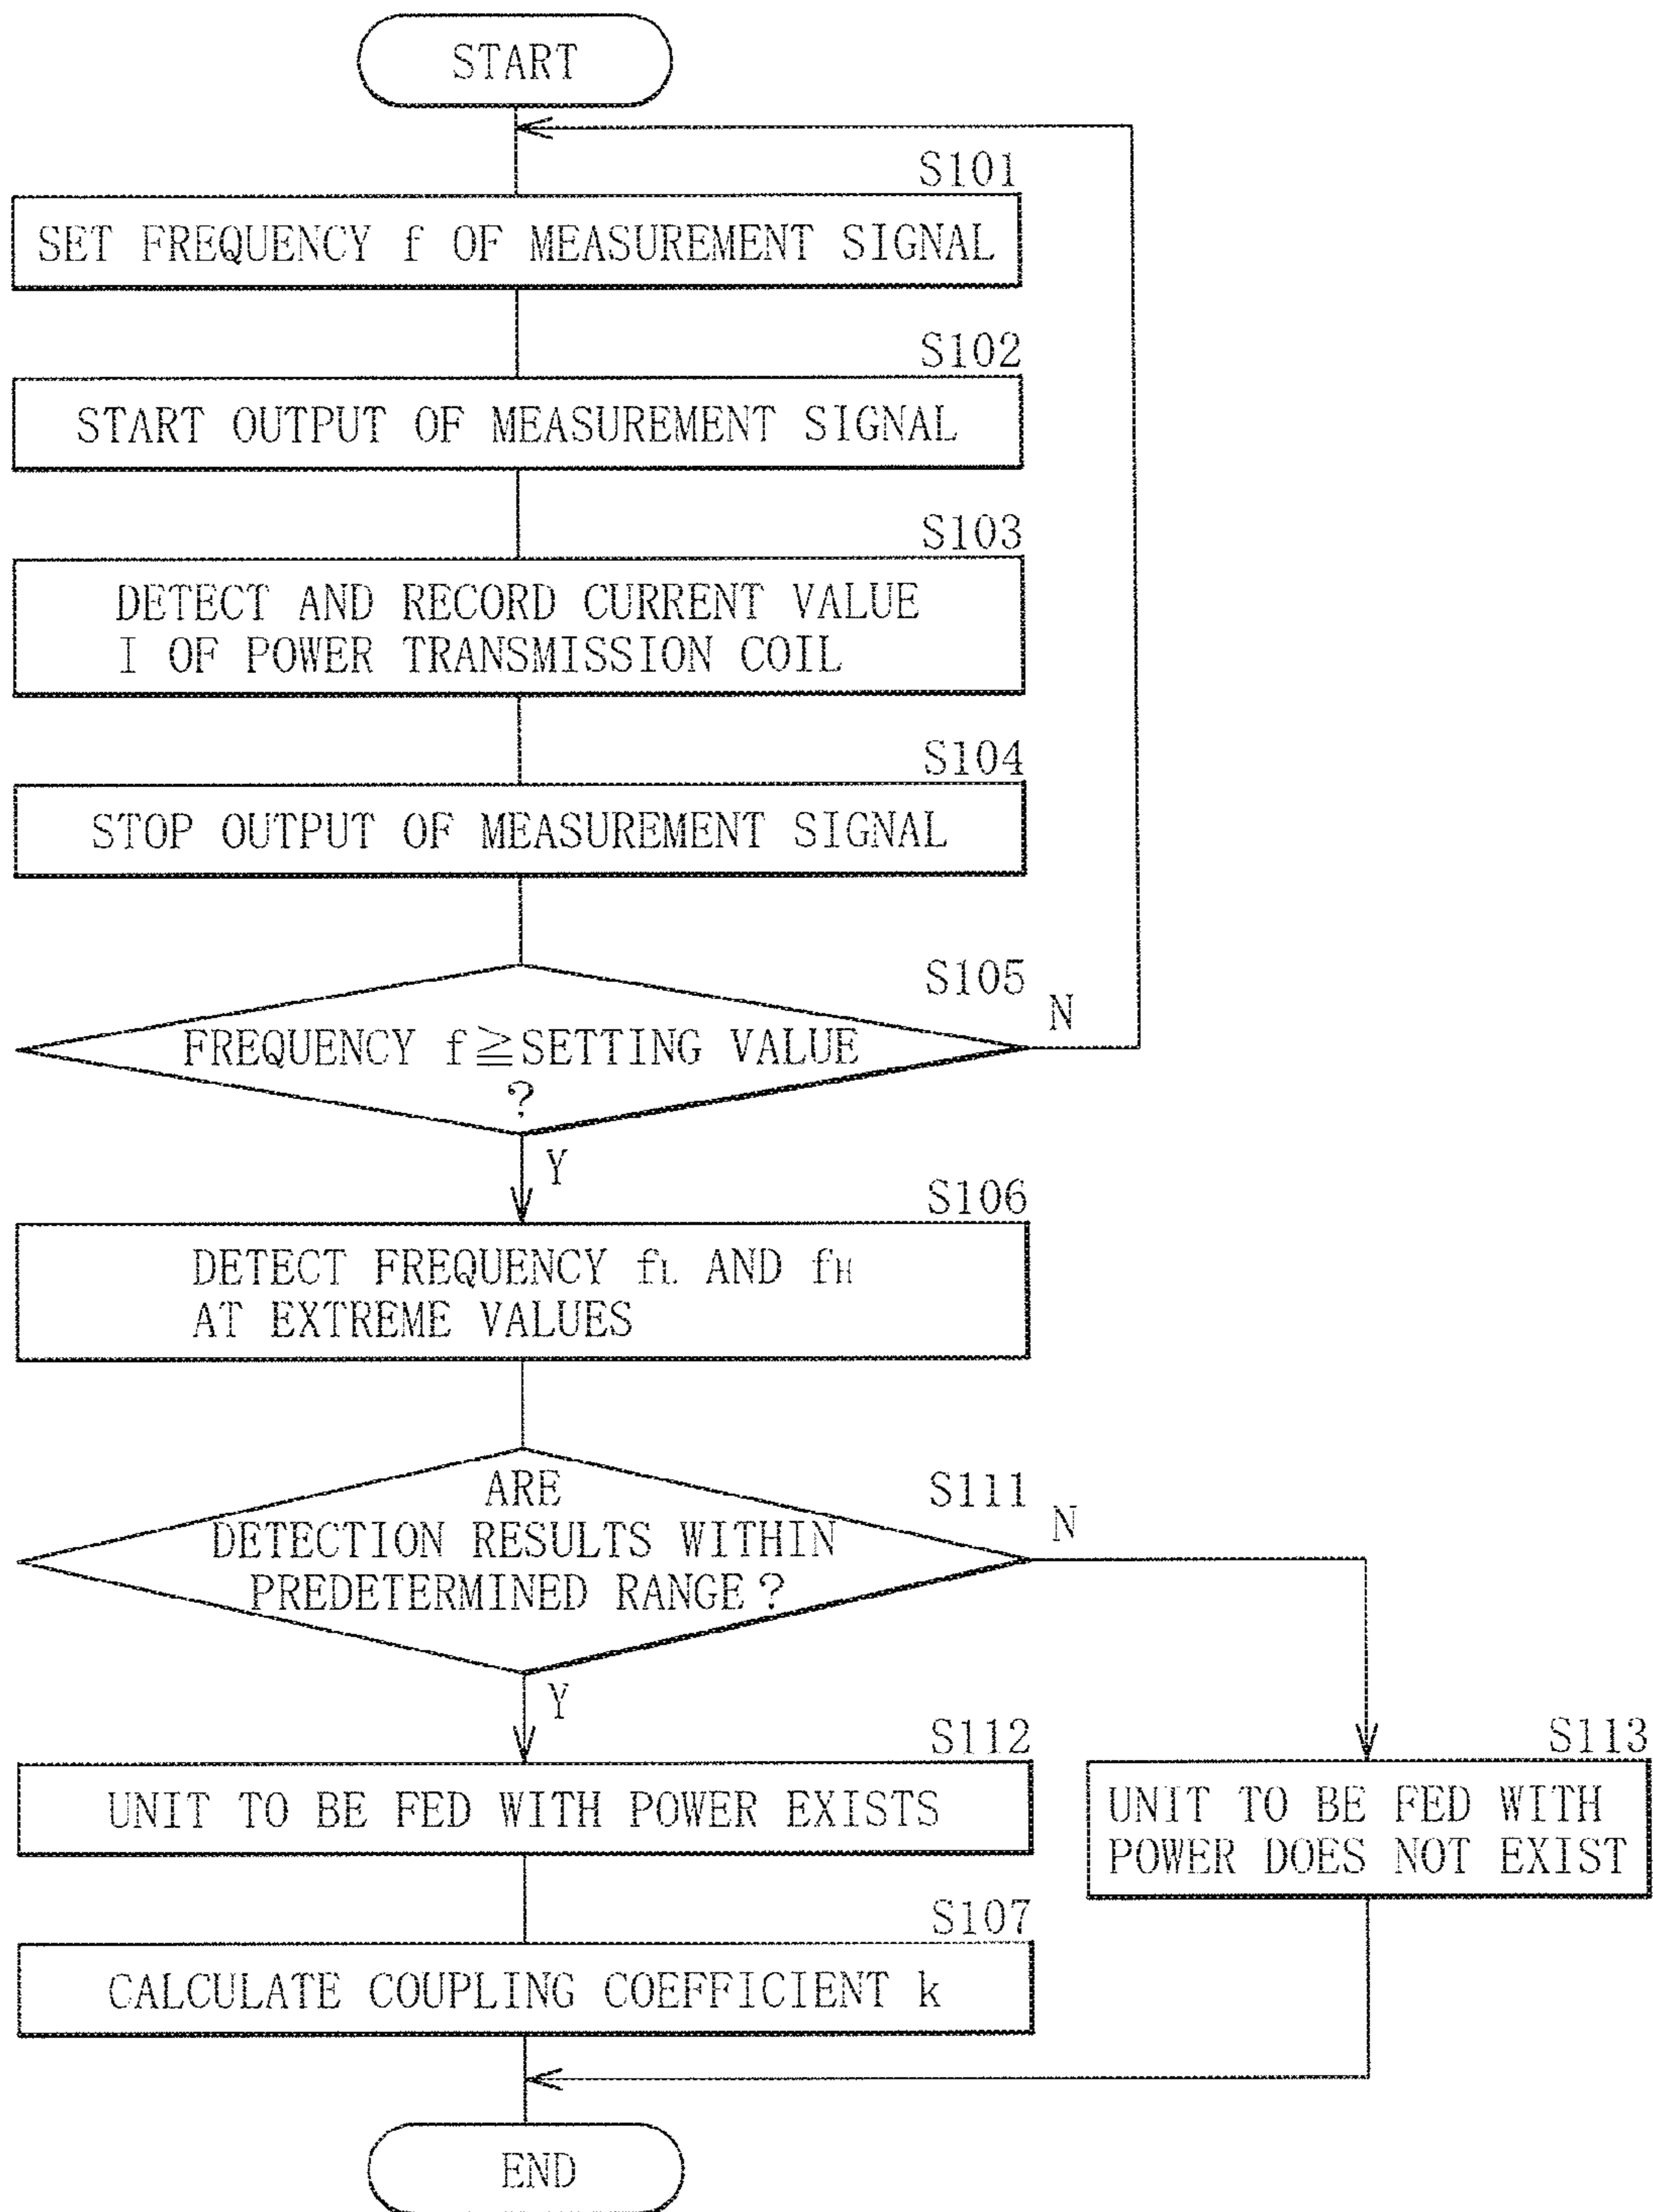 START
S101
SET FREQUENCY f OF MEASUREMENT SIGNAL
S102
START OUTPUT OF MEASUREMENT SIGNAL
S103
DETECT AND RECORD CURRENT VALUE
I OF POWER TRANSMISSION COIL
S104
STOP OUTPUT OF MEASUREMENT SIGNAL
S105
N
FREQUENCY f≧SETTING VALUE
?
Y
S106
DETECT FREQUENCY fL AND fH
AT EXTREME VALUES
S111
N
ARE
DETECTION RESULTS WITHIN
PREDETERMINED RANGE?
Y
S112
UNIT TO BE FED WITH POWER EXISTS
S113
UNIT TO BE FED WITH
POWER DOES NOT EXIST
S107
CALCULATE COUPLING COEFFICIENT k
END